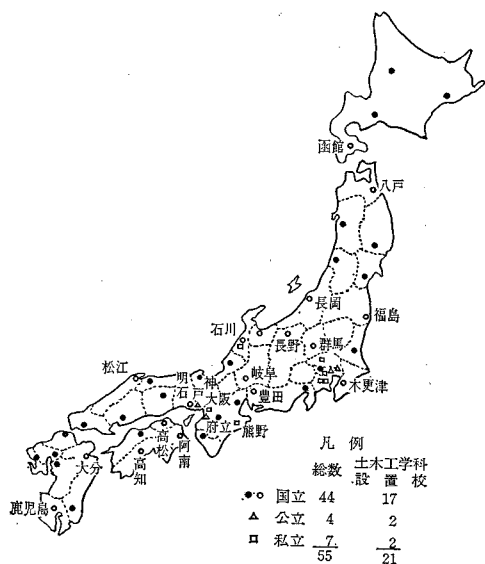 函館
八戸
長岡
福島
石川
長野
群馬
松江
明石
神戸
岐阜
木更津
大阪府立
豊田
熊野
高松
阿南
大分
高知
鹿児島
凡 例
総数 土木工学科設置校
●・○ 国立 44 17
△ 公立 4 2
□ 私立 7 2
55 21